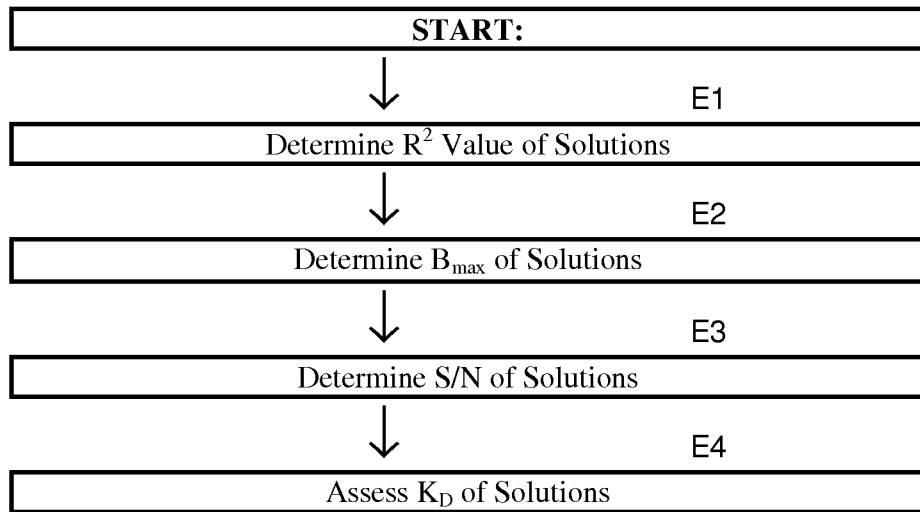 START:
E1
Determine R² Value of Solutions
E2
Determine Bmax of Solutions
E3
Determine S/N of Solutions
E4
Assess KD of Solutions